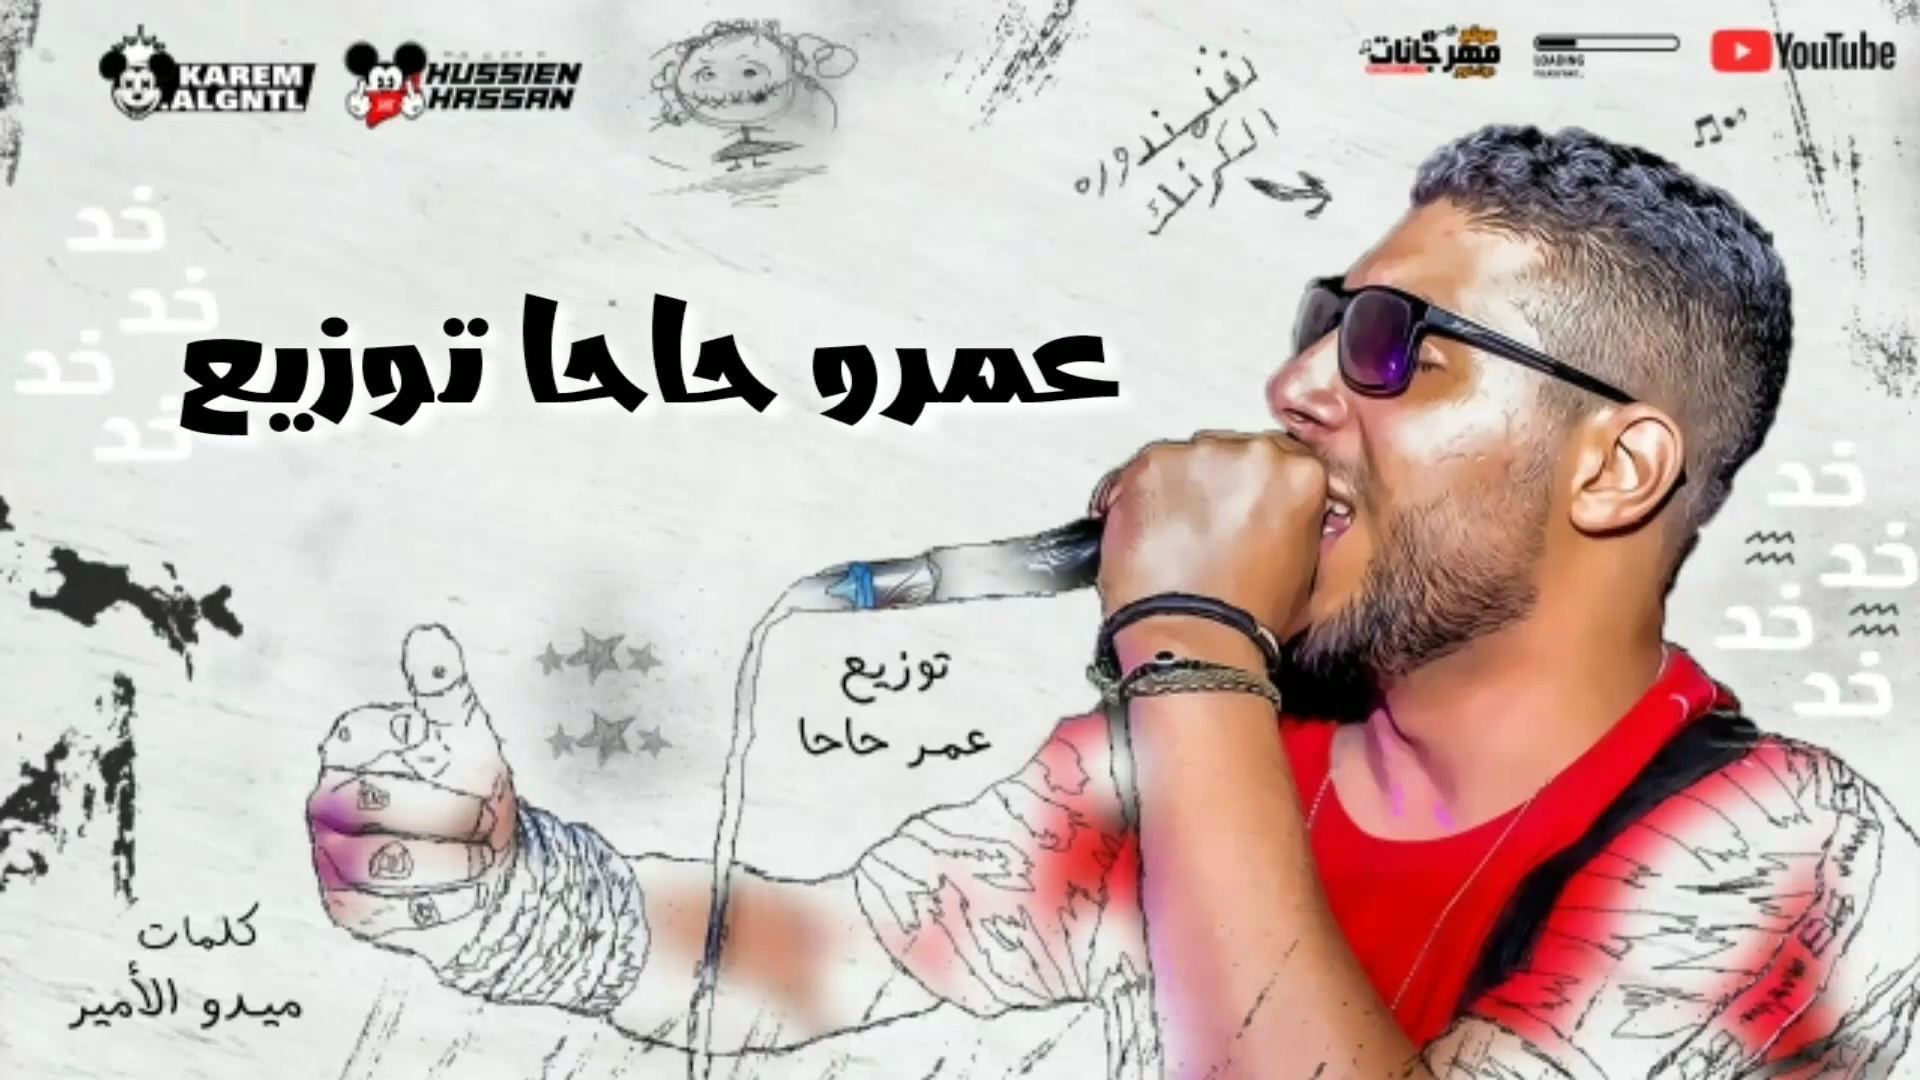 KAREM
.ALGNTL
HUSSIEN
HASSAN
مهرجانات
LOADING
YouTube
الكرنك
خد
خد
خد
خد
عمرو حاحا توزيع
خد
خد
خد
خد
توزيع
عمر حاحا
كلمات
ميدو الأمير